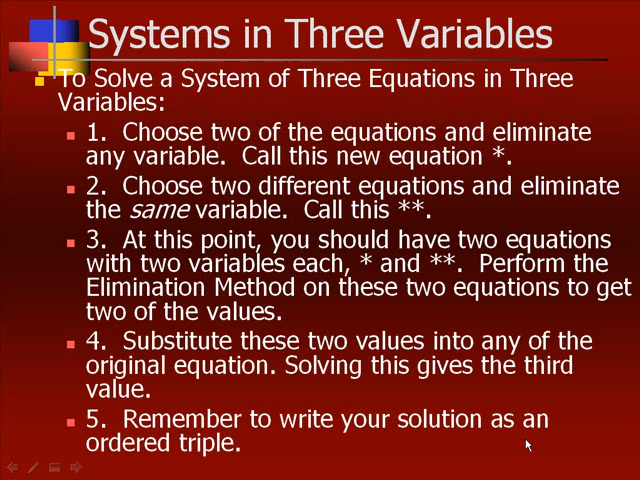 Systems in Three Variables
To Solve a System of Three Equations in Three
Variables:
1. Choose two of the equations and eliminate
any variable. Call this new equation *.
2. Choose two different equations and eliminate
the same variable. Call this **.
3. At this point, you should have two equations
with two variables each, * and **. Perform the
Elimination Method on these two equations to get
two of the values.
4. Substitute these two values into any of the
original equation. Solving this gives the third
value.
5. Remember to write your solution as an
ordered triple.